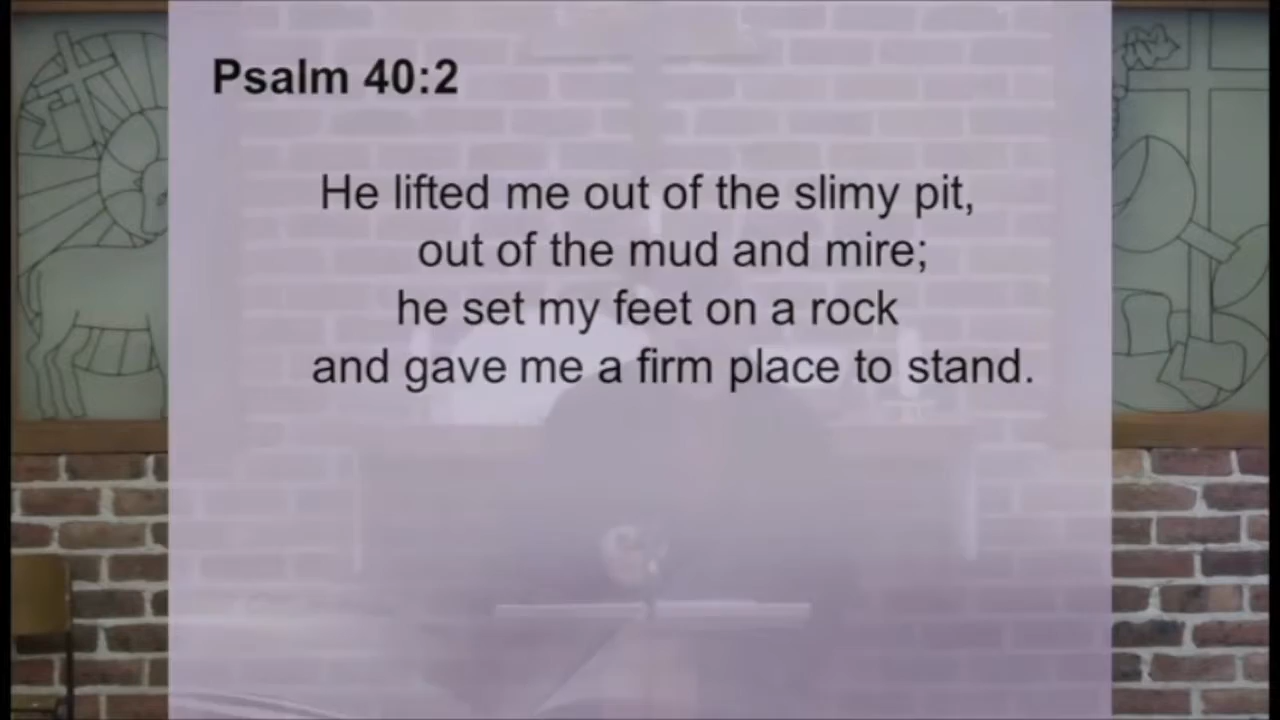 Psalm 40:2
He lifted me out of the slimy pit,
out of the mud and mire;
he set my feet on a rock
and gave me a firm place to stand.